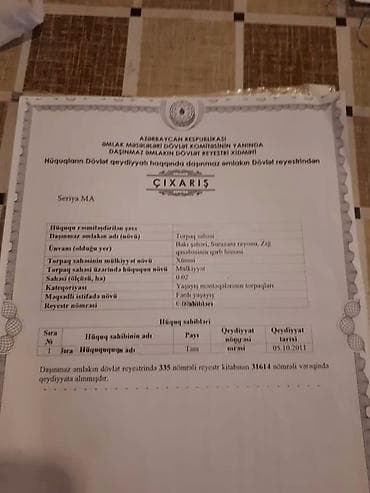 AZƏRBAYCAN RESPUBLİKASI
ƏMLAK MƏSƏLƏLƏRİ DÖVLƏT KOMİTƏSİNİN YANINDA
DAŞINMAZ ƏMLAKIN DÖVLƏT REYESTRİ XİDMƏTİ
Hüquqların Dövlət qeydiyyatı haqqında daşınmaz əmlakın Dövlət reyestrindən
ÇIXARIŞ
Seriya MA
Hüququ rəsmiləşdirilən şəxs
Daşınmaz əmlakın adı (növü) Torpaq sahəsi
Ünvanı (olduğu yer) Bakı şəhəri, Suraxanı rayonu, Zığ qəsəbəsinin qərb hissəsi
Torpaq sahəsinin mülkiyyət növü Xüsusi
Torpaq sahəsi üzərində hüququn növü Mülkiyyət
Sahəsi (ölçüsü, ha) 0.02
Kateqoriyası Yaşayış məntəqələrinin torpaqları
Məqsədli istifadə növü Fərdi yaşayış
Reyestr nömrəsi
Hüquq sahibləri
Sıra № Hüquq sahibinin adı Payı Qeydiyyat nömrəsi Qeydiyyat tarixi
1 Tam 05.10.2011
Daşınmaz əmlakın dövlət reyestrində 335 nömrəli reyestr kitabının 31614 nömrəli vərəqində
qeydiyyata alınmışdır.